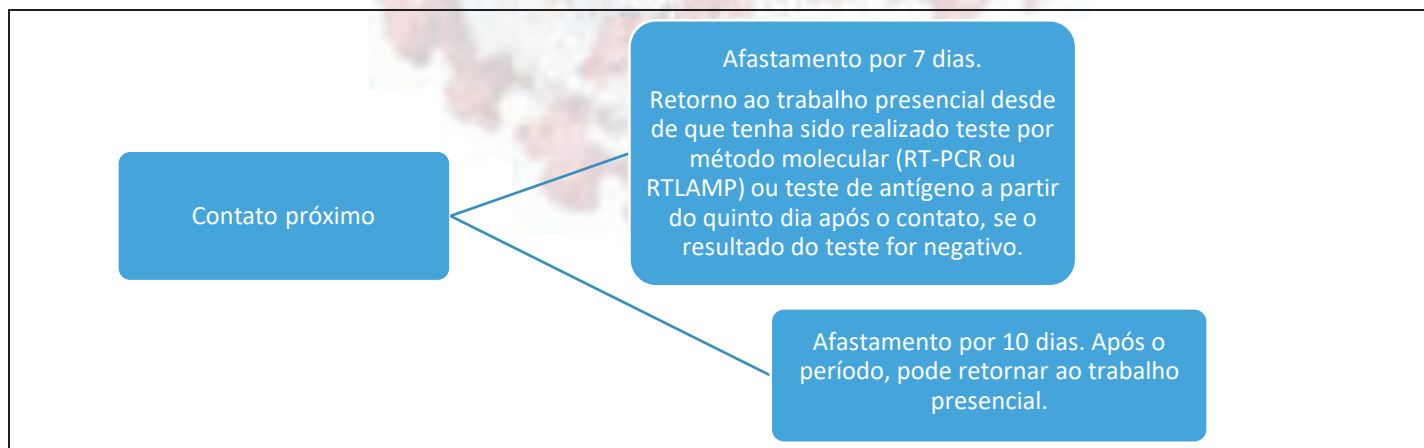 Afastamento por 7 dias.
Retorno ao trabalho presencial desde
de que tenha sido realizado teste por
método molecular (RT-PCR ou
RTLAMP) ou teste de antígeno a partir
do quinto dia após o contato, se o
resultado do teste for negativo.
Contato próximo
Afastamento por 10 dias. Após o
período, pode retornar ao trabalho
presencial.